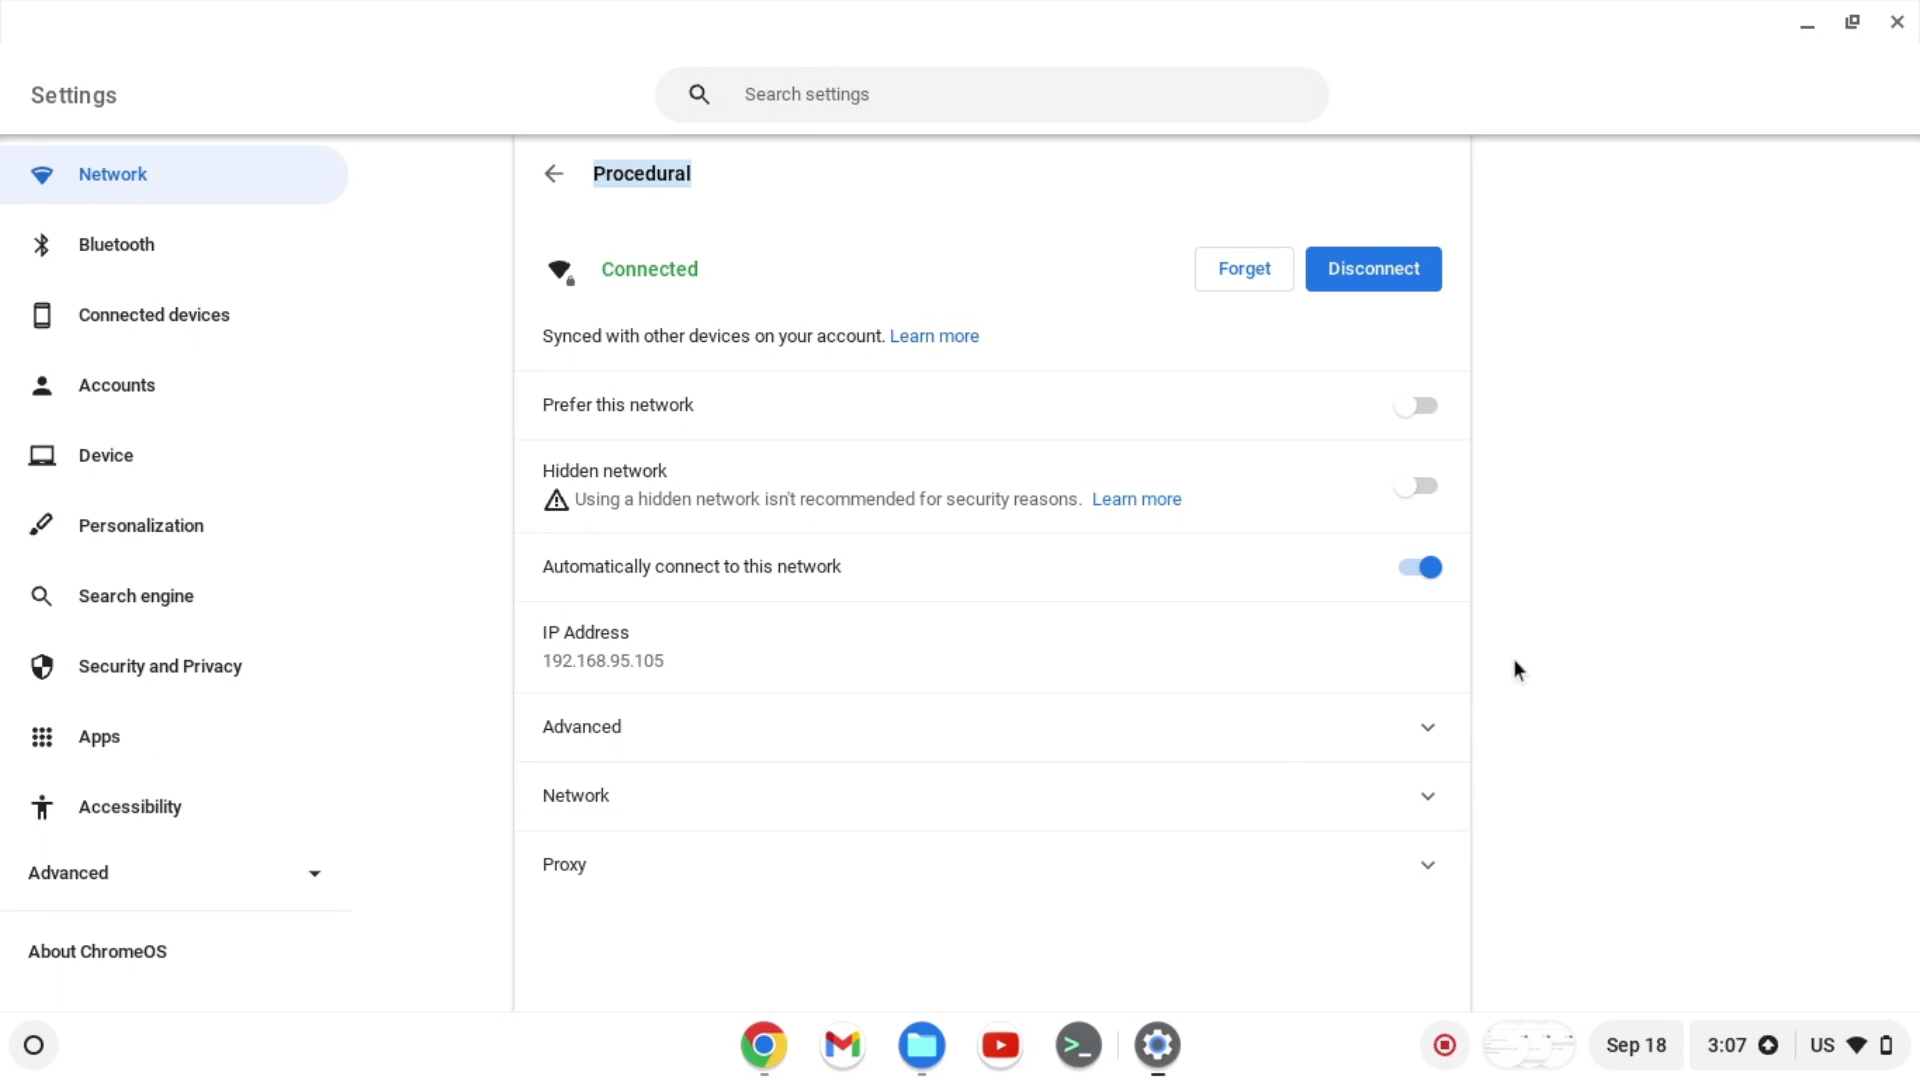 Settings
Search settings
Network
Bluetooth
Connected devices
Accounts
Device
Personalization
Search engine
Security and Privacy
Apps
Accessibility
Advanced
About ChromeOS
Procedural
Connected
Forget
Disconnect
Synced with other devices on your account. Learn more
Prefer this network
Hidden network
Using a hidden network isn't recommended for security reasons. Learn more
Automatically connect to this network
IP Address
192.168.95.105
Advanced
Network
Proxy
Sep 18
3:07
US